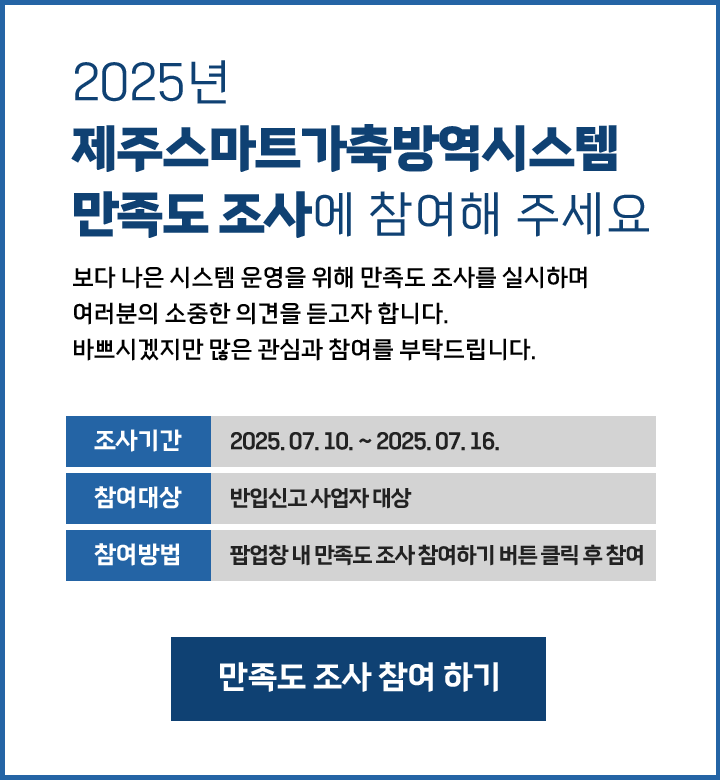 2025년
제주스마트가축방역시스템
만족도 조사에 참여해 주세요
보다 나은 시스템 운영을 위해 만족도 조사를 실시하며
여러분의 소중한 의견을 듣고자 합니다.
바쁘시겠지만 많은 관심과 참여를 부탁드립니다.
조사기간 2025. 07. 10. ~ 2025. 07. 16.
참여대상 반입신고 사업자 대상
참여방법 팝업창 내 만족도 조사 참여하기 버튼 클릭 후 참여
만족도 조사 참여 하기